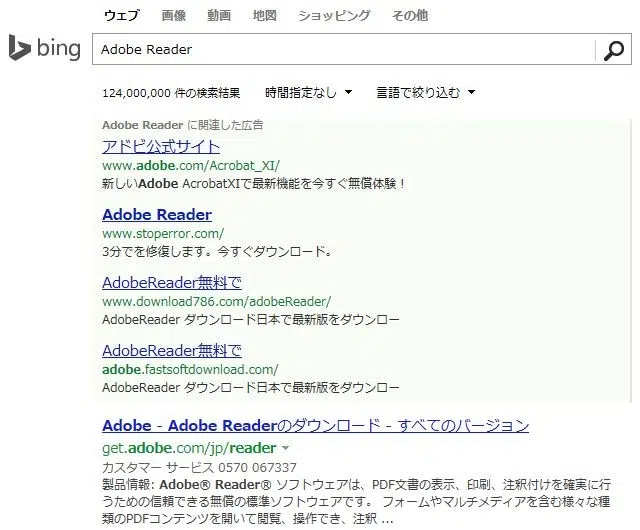 ウェブ 画像 動画 地図 ショッピング その他
bing Adobe Reader
124,000,000 件の検索結果 時間指定なし 言語で絞り込む
Adobe Reader に関連した広告
アドビ公式サイト
www.adobe.com/Acrobat_XI/
新しいAdobe AcrobatXIで最新機能を今すぐ無償体験！
Adobe Reader
www.stoperror.com/
3分でを修復します。今すぐダウンロード。
AdobeReader無料で
www.download786.com/adobeReader/
AdobeReader ダウンロード日本で最新版をダウンロー
AdobeReader無料で
adobe.fastsoftdownload.com/
AdobeReader ダウンロード日本で最新版をダウンロー
Adobe - Adobe Readerのダウンロード - すべてのバージョン
get.adobe.com/jp/reader
カスタマー サービス 0570 067337
製品情報: Adobe® Reader® ソフトウェアは、PDF文書の表示、印刷、注釈付けを確実に行
うための信頼できる無償の標準ソフトウェアです。 フォームやマルチメディアを含む様々な種
類のPDFコンテンツを開いて閲覧、操作でき、注釈 ...